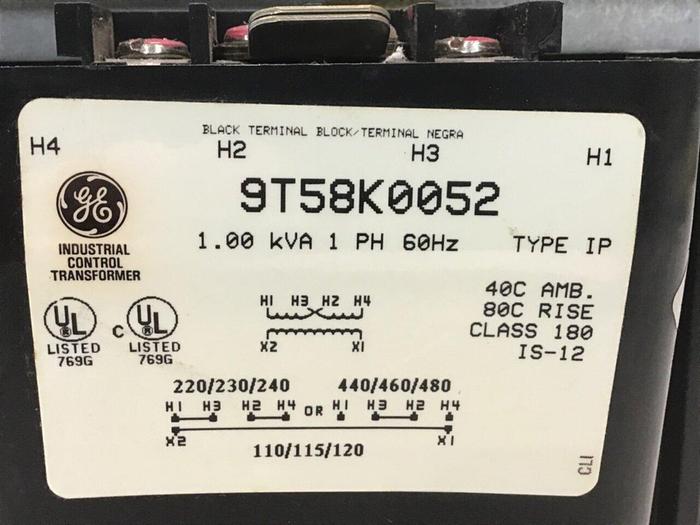 BLACK TERMINAL BLOCK/TERMINAL NEGRA
H4 H2 H3 H1
GE
9T58K0052
1.00 kVA 1 PH 60Hz TYPE IP
INDUSTRIAL
CONTROL
TRANSFORMER
40C AMB.
80C RISE
CLASS 180
IS-12
H1 H3 H2 H4
X2 X1
UL
®
LISTED
769G
C UL
®
LISTED
769G
220/230/240 440/460/480
H1 H3 H2 H4 OR H1 H3 H2 H4
X2 X1
110/115/120
CLI